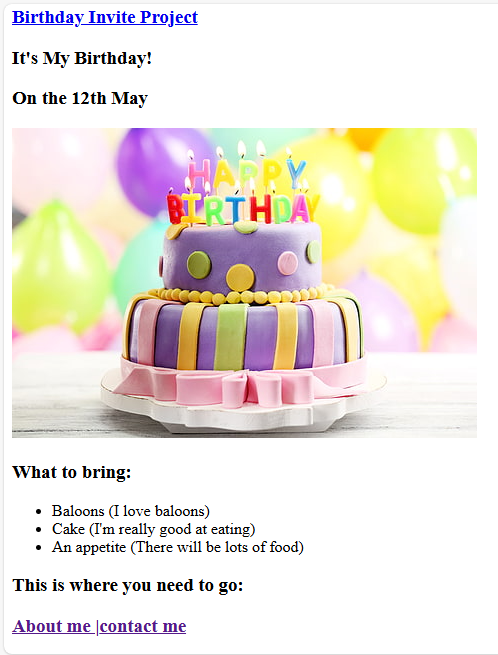 Birthday Invite Project
It's My Birthday!
On the 12th May
HAPPY
BIRTHDAY
What to bring:
Baloons (I love baloons)
Cake (I'm really good at eating)
An appetite (There will be lots of food)
This is where you need to go:
About me |contact me